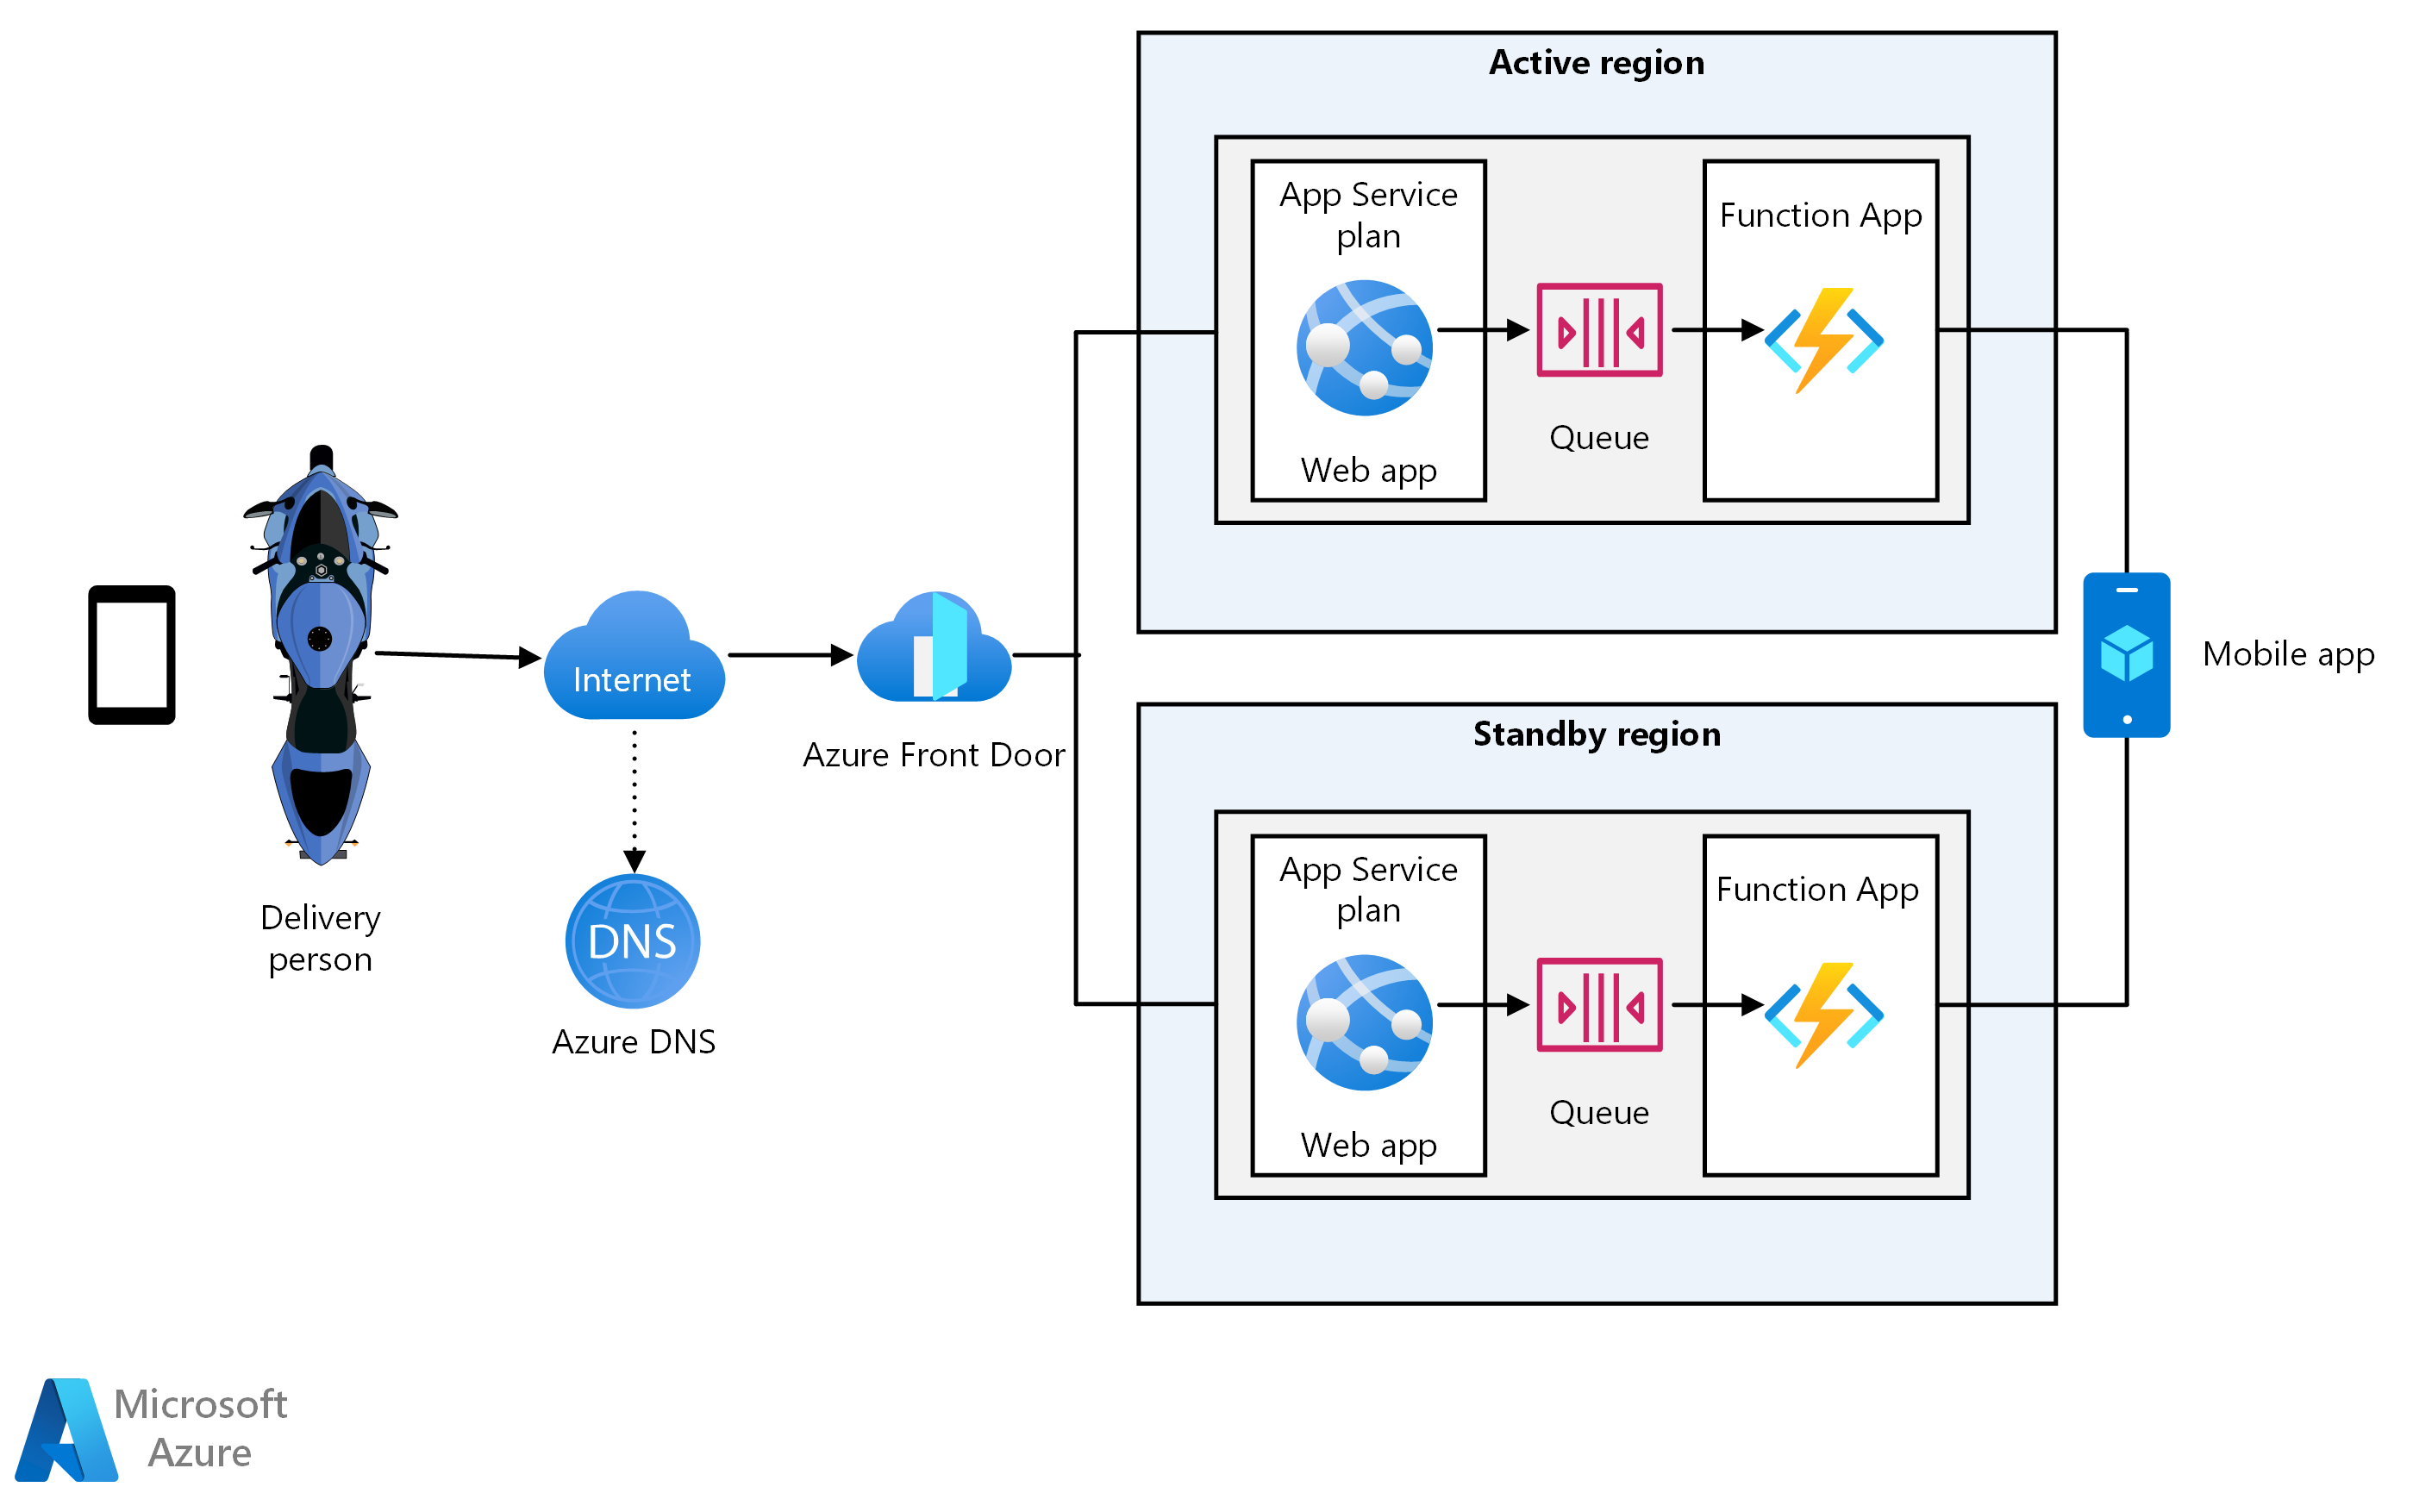 Active region
App Service
plan
Function App
Queue
Web app
Delivery
person
Internet
DNS
Azure DNS
Azure Front Door
Standby region
App Service
plan
Function App
Queue
Web app
Mobile app
Microsoft
Azure